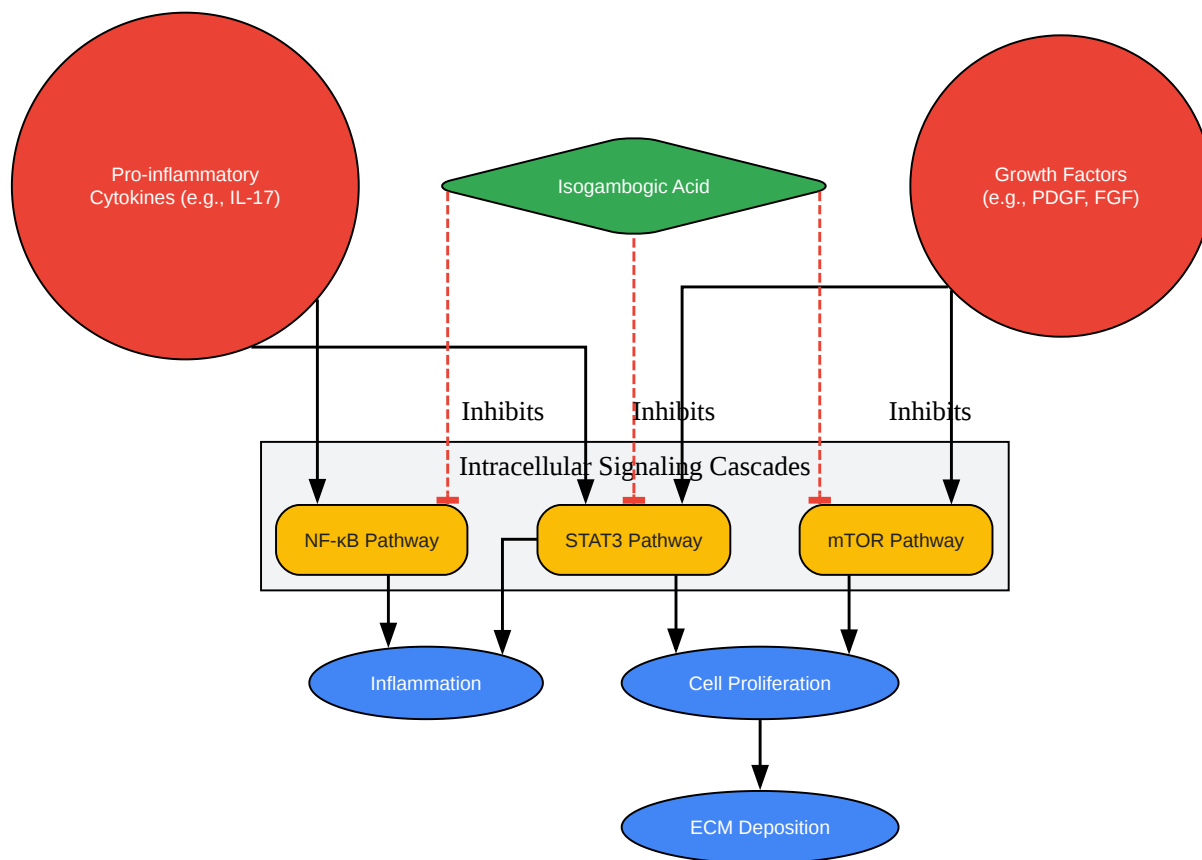 Pro-inflammatory
Cytokines (e.g., IL-17)
Isogambogic Acid
Growth Factors
(e.g., PDGF, FGF)
Inhibits
Inhibits
Inhibits
Intracellular Signaling Cascades
NF-κB Pathway
STAT3 Pathway
mTOR Pathway
Inflammation
Cell Proliferation
ECM Deposition